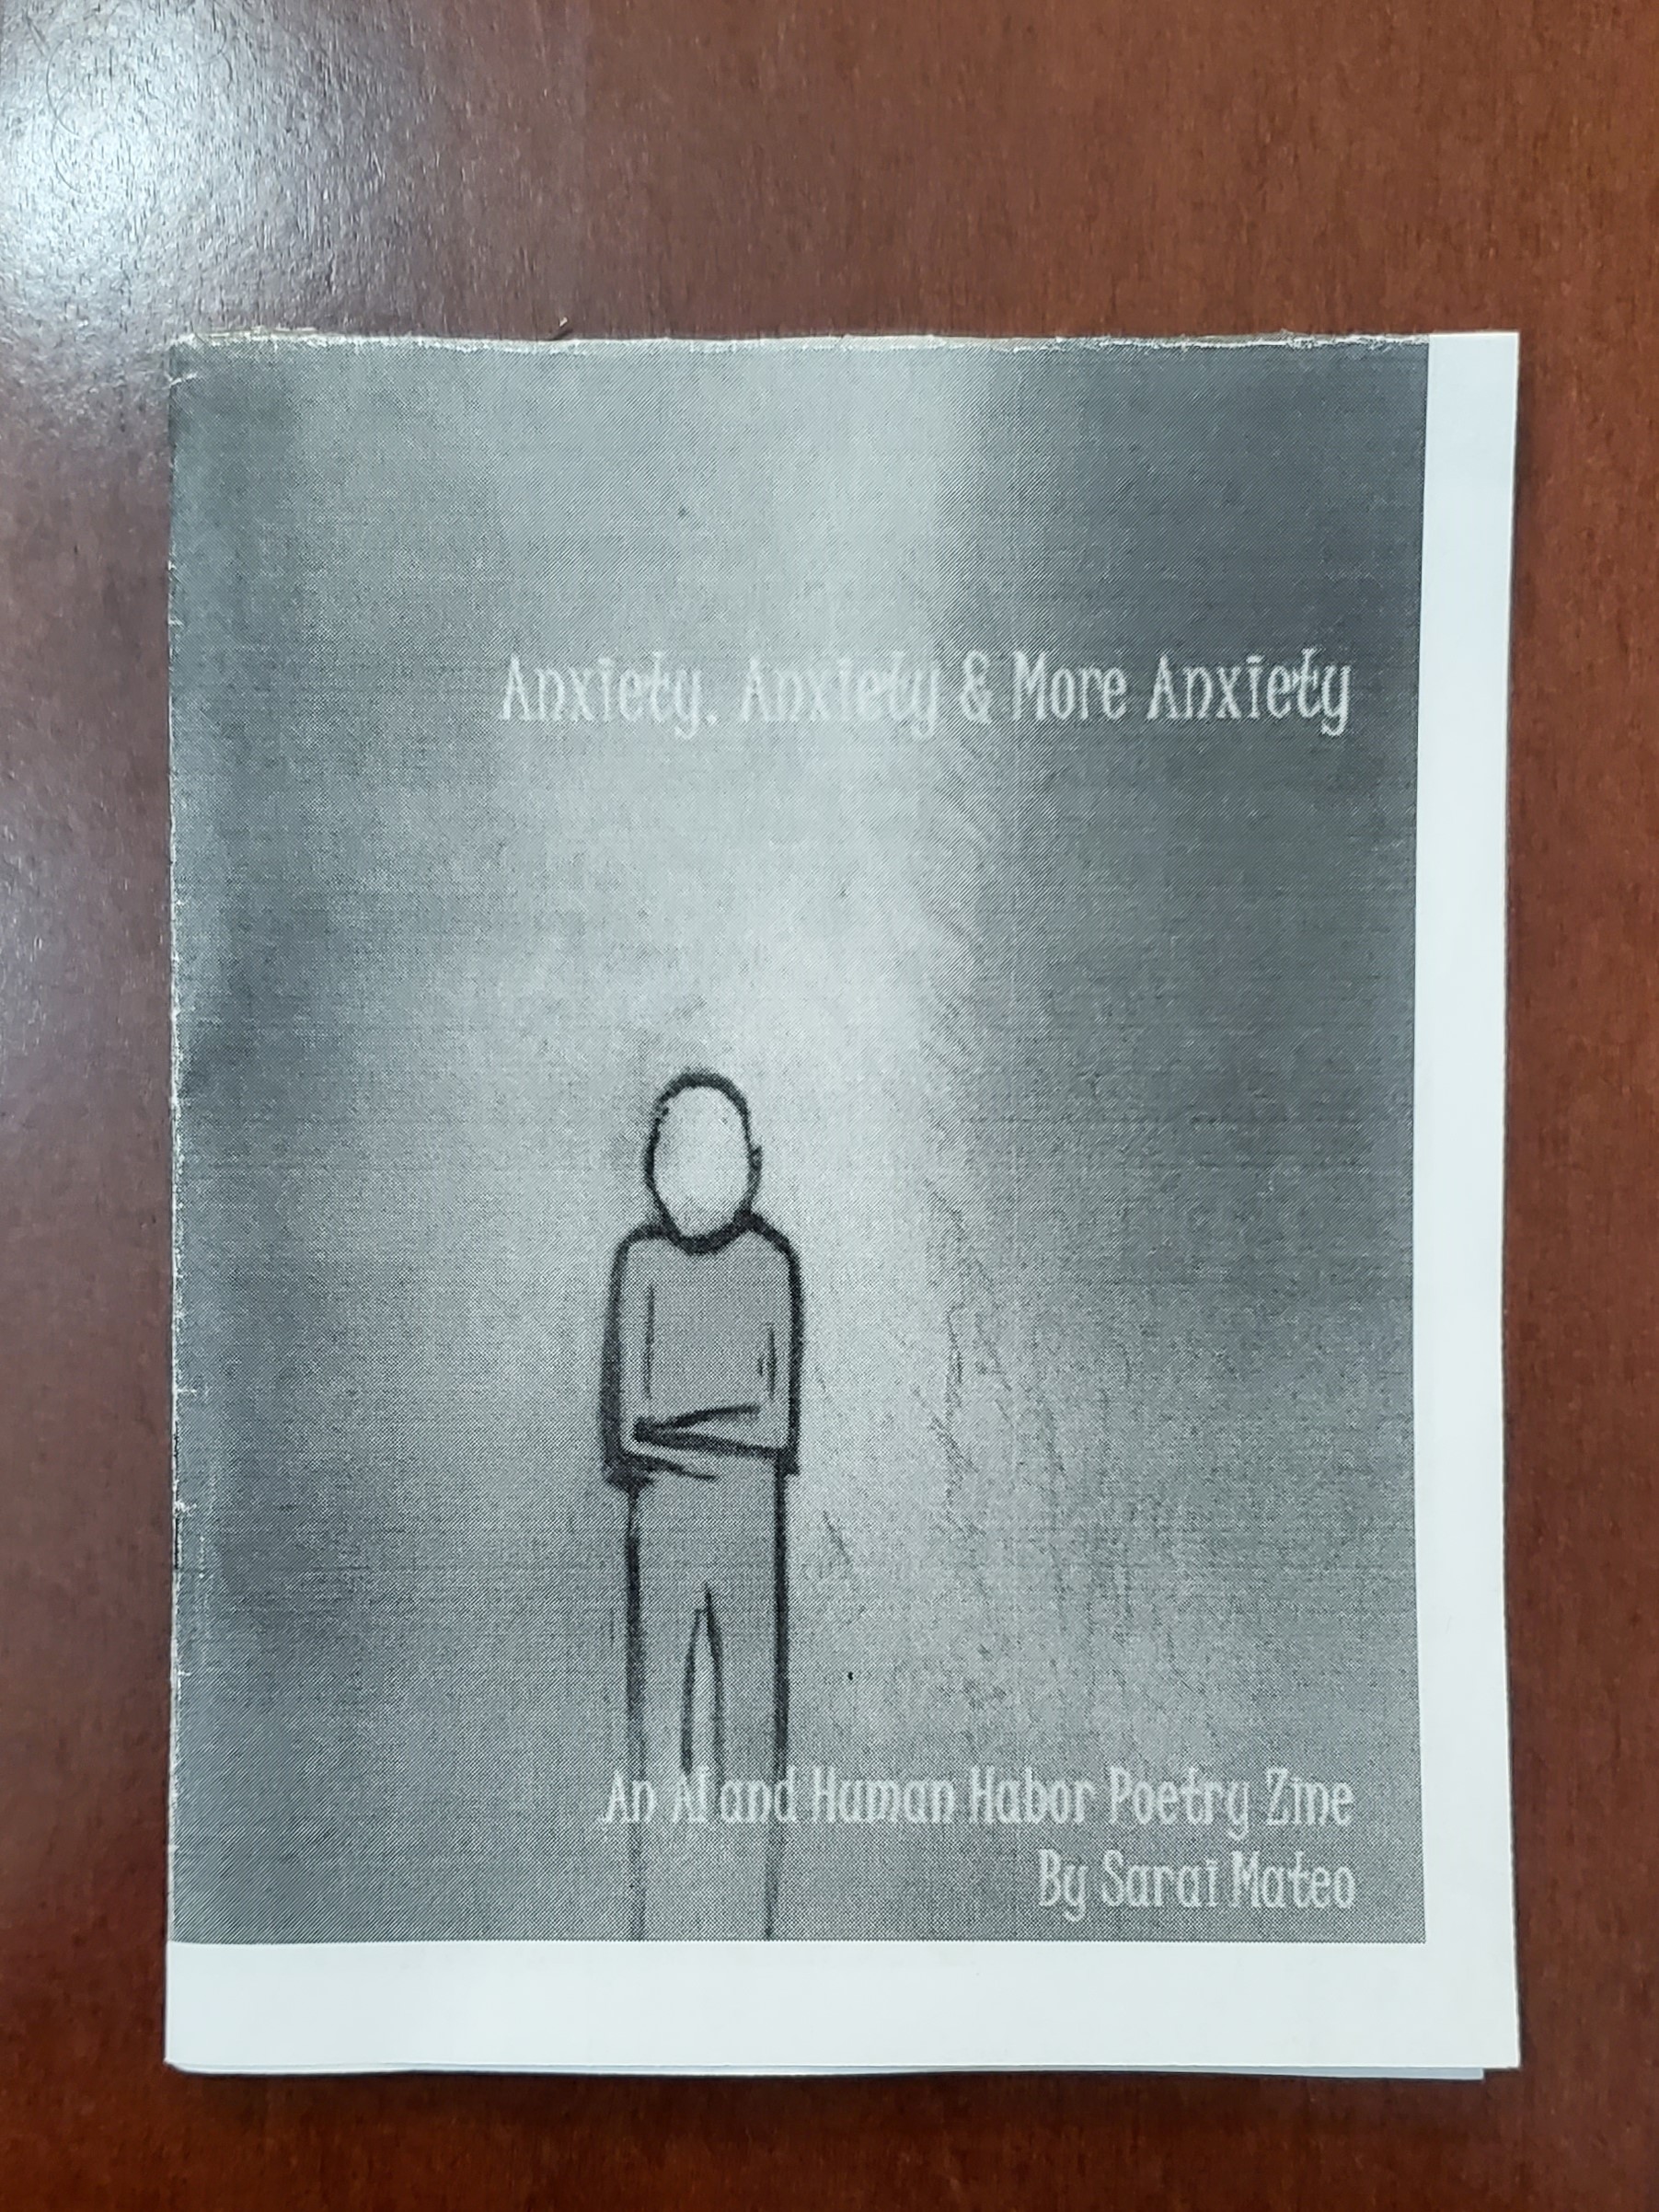 Anxiety, Anxiety & More Anxiety
An AI and Human Habor Poetry Zine
By Sarai Mateo